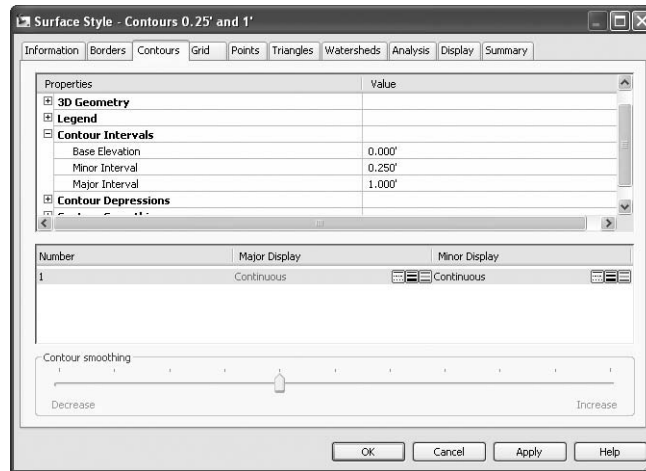 Surface Style - Contours 0.25' and 1'
Information Borders Contours Grid Points Triangles Watersheds Analysis Display Summary
Properties Value
3D Geometry
Legend
Contour Intervals
Base Elevation 0.000'
Minor Interval 0.250'
Major Interval 1.000'
Contour Depressions
Number Major Display Minor Display
1 Continuous Continuous
Contour smoothing
Decrease Increase
OK Cancel Apply Help